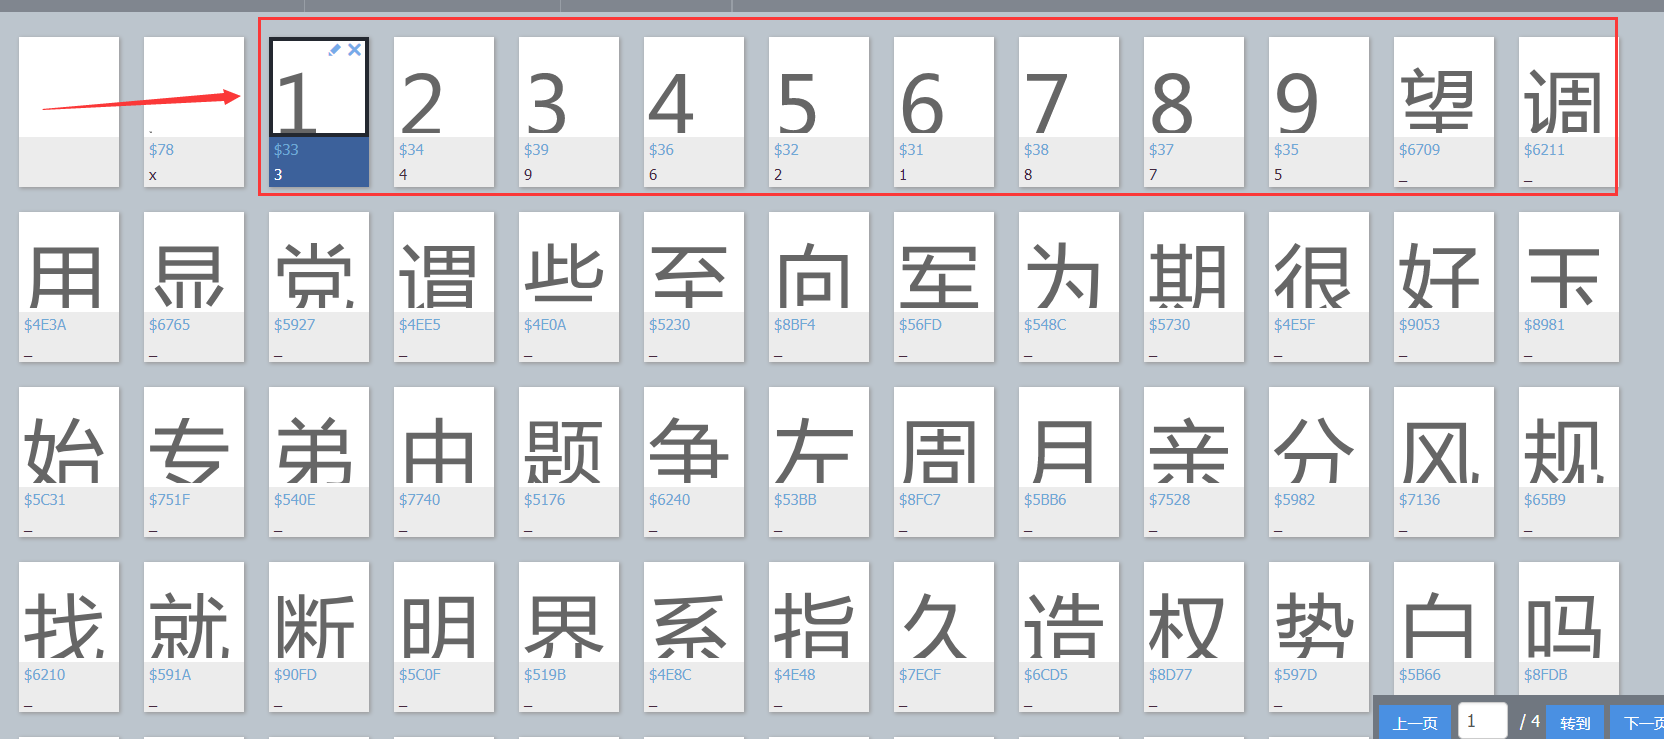 1 2 3 4 5 6 7 8 9 望 调
$78 $33 $34 $39 $36 $32 $31 $38 $37 $35 $6709 $6211
x 3 4 9 6 2 1 8 7 5 _ _
用 显 党 谓 些 至 向 军 为 期 很 好 玉
$4E3A $6765 $5927 $4EE5 $4E0A $5230 $8BF4 $56FD $548C $5730 $4E5F $9053 $8981
_ _ _ _ _ _ _ _ _ _ _ _ _
始 专 弟 由 题 争 左 周 月 亲 分 风 规
$5C31 $751F $540E $7740 $5176 $6240 $53BB $8FC7 $5BB6 $7528 $5982 $7136 $65B9
_ _ _ _ _ _ _ _ _ _ _ _ _
找 就 断 明 界 系 指 久 造 权 势 白 吗
$6210 $591A $90FD $5C0F $519B $4E8C $4E48 $7ECF $6CD5 $8D77 $597D $5B66 $8FDB
_ _ _ _ _ _ _ _ _ _ _
上一页 1 / 4 转到 下一页